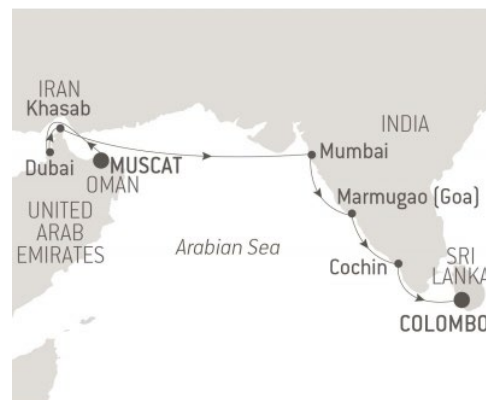 IRAN
Khasab
Dubai
MUSCAT
OMAN
UNITED
ARAB
EMIRATES
Arabian Sea
INDIA
Mumbai
Marmugao (Goa)
Cochin
SRI
LANKA
COLOMBO